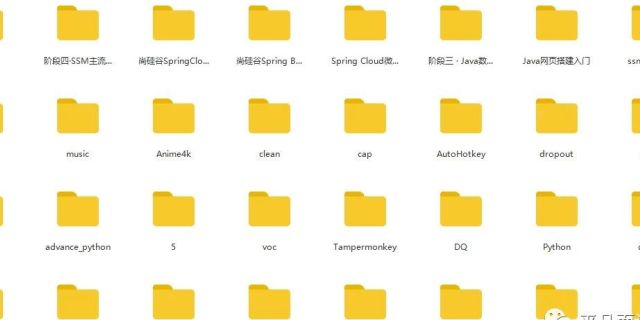 阶段四·SSM主流...
尚硅谷SpringClo...
尚硅谷Spring B...
Spring Cloud微...
阶段三·Java数...
Java网页搭建入门
ssn
music
Anime4k
clean
cap
AutoHotkey
dropout
advance_python
5
voc
Tampermonkey
DQ
Python